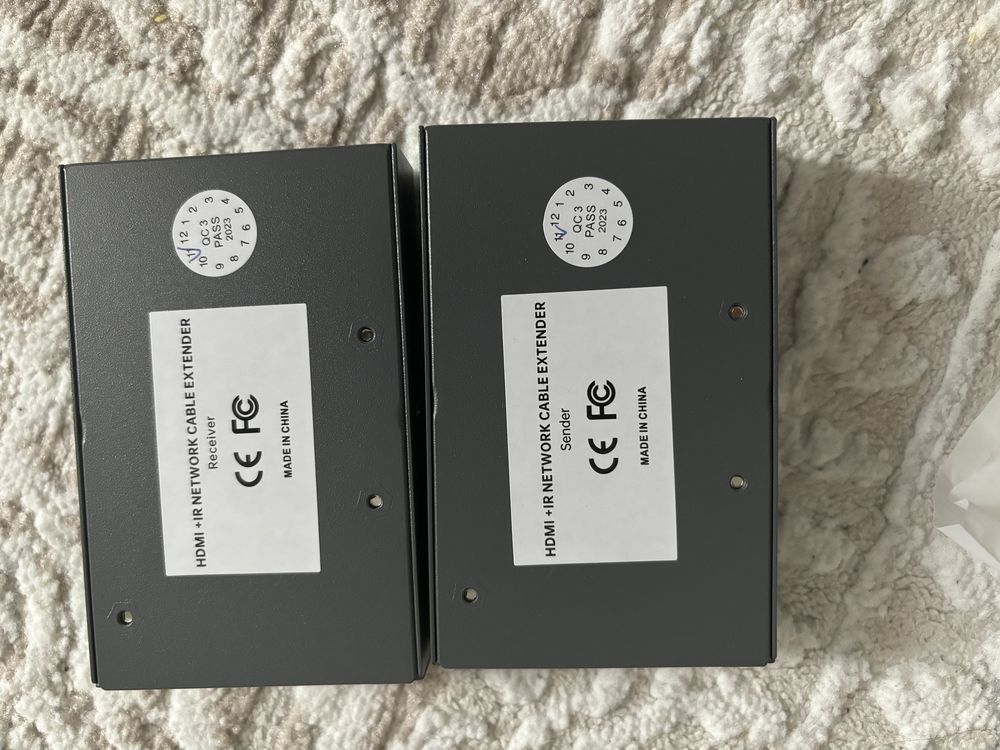 12 1 2 3 4 5 6 7 8 9 10 11
QC 3
PASS
2023
HDMI +IR NETWORK CABLE EXTENDER
Receiver
CE FC
MADE IN CHINA
12 1 2 3 4 5 6 7 8 9 10 11
QC 3
PASS
2023
HDMI +IR NETWORK CABLE EXTENDER
Sender
CE FC
MADE IN CHINA